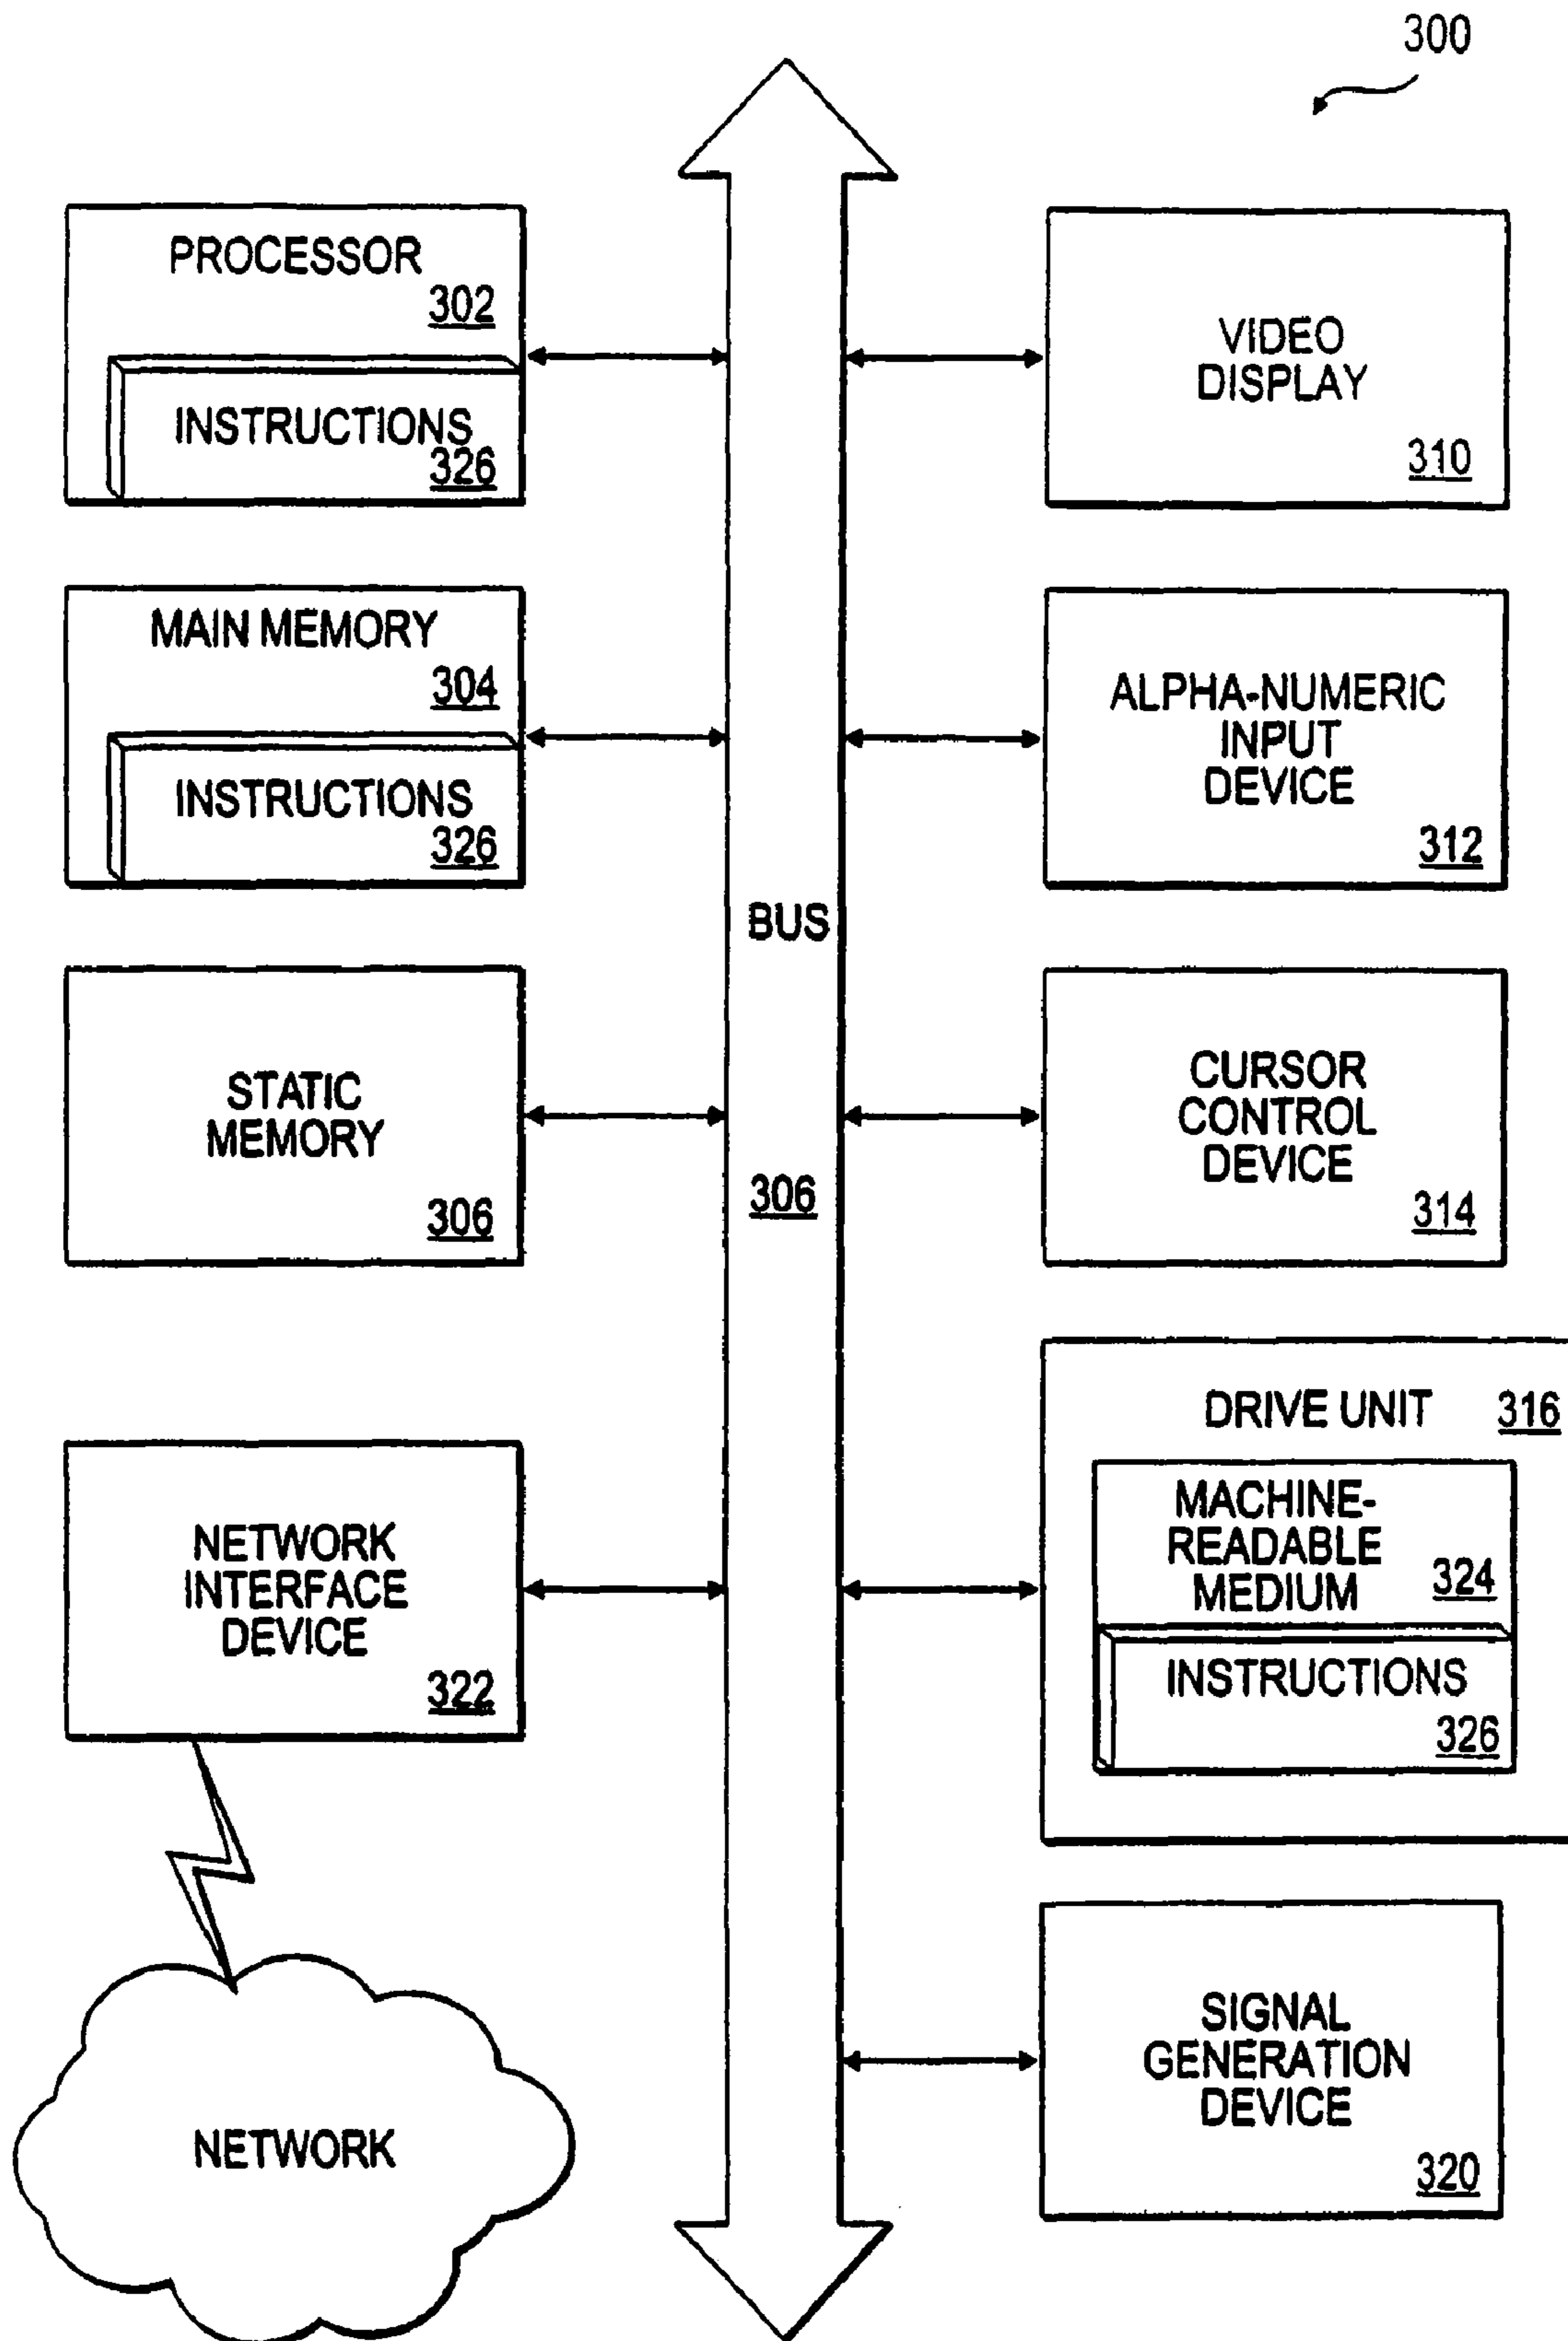 300
PROCESSOR
302
INSTRUCTIONS
326
MAIN MEMORY
304
INSTRUCTIONS
326
STATIC
MEMORY
306
NETWORK
INTERFACE
DEVICE
322
NETWORK
BUS
306
VIDEO
DISPLAY
310
ALPHA-NUMERIC
INPUT
DEVICE
312
CURSOR
CONTROL
DEVICE
314
DRIVE UNIT 316
MACHINE-
READABLE
MEDIUM 324
INSTRUCTIONS
326
SIGNAL
GENERATION
DEVICE
320